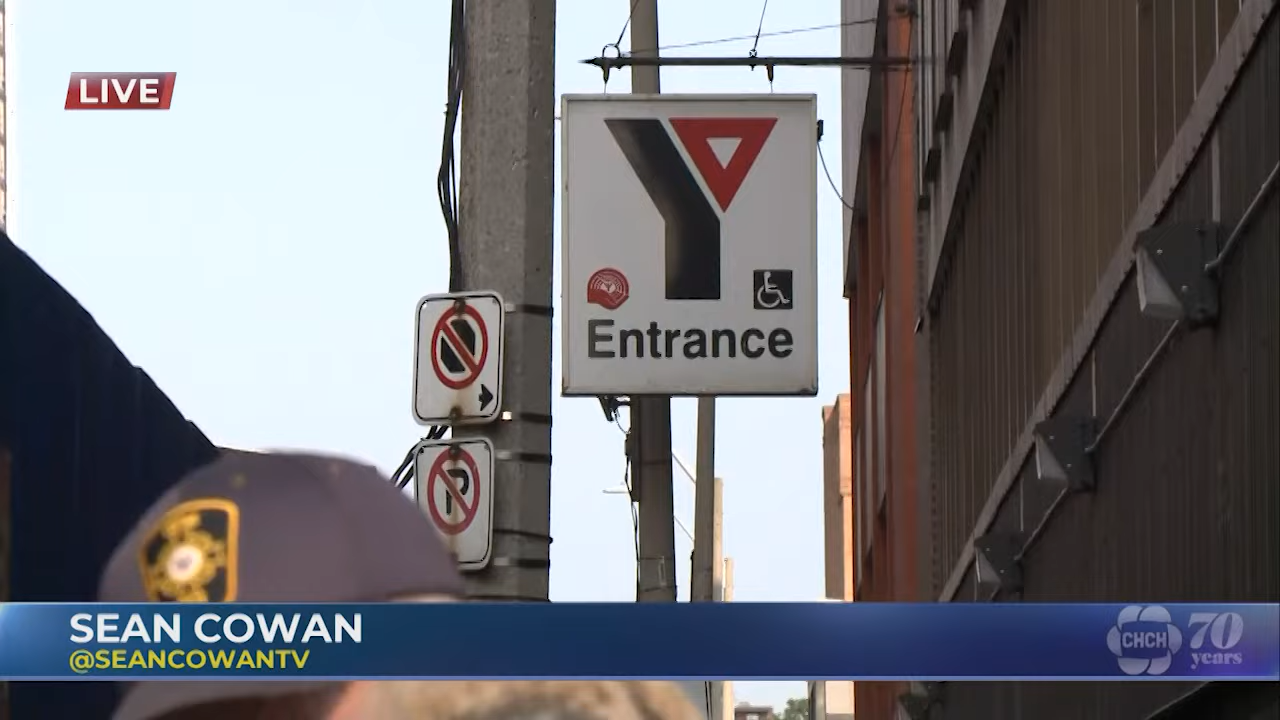 LIVE
Y
Entrance
P
SEAN COWAN
@SEANCOWANTV
CHCH 70
years